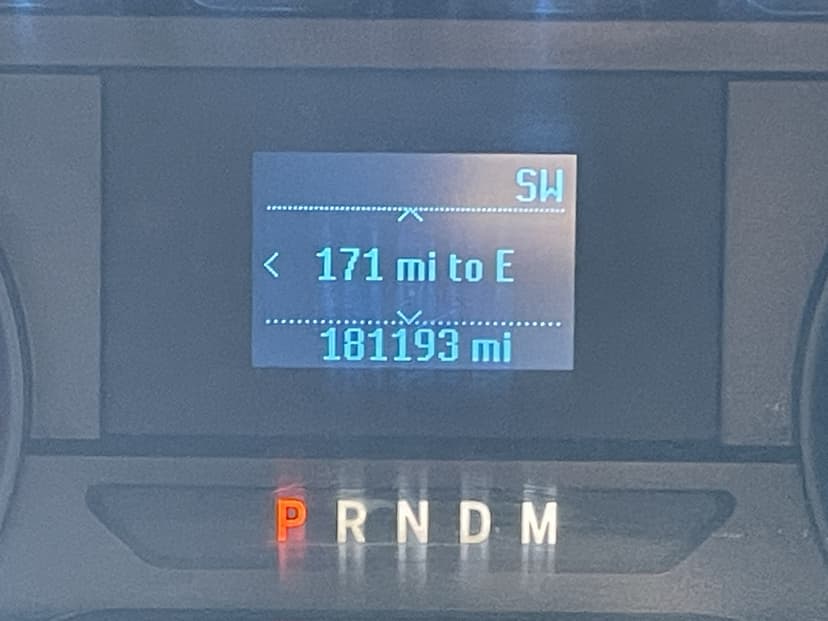 SW
171 mi to E
181193 mi
P R N D M